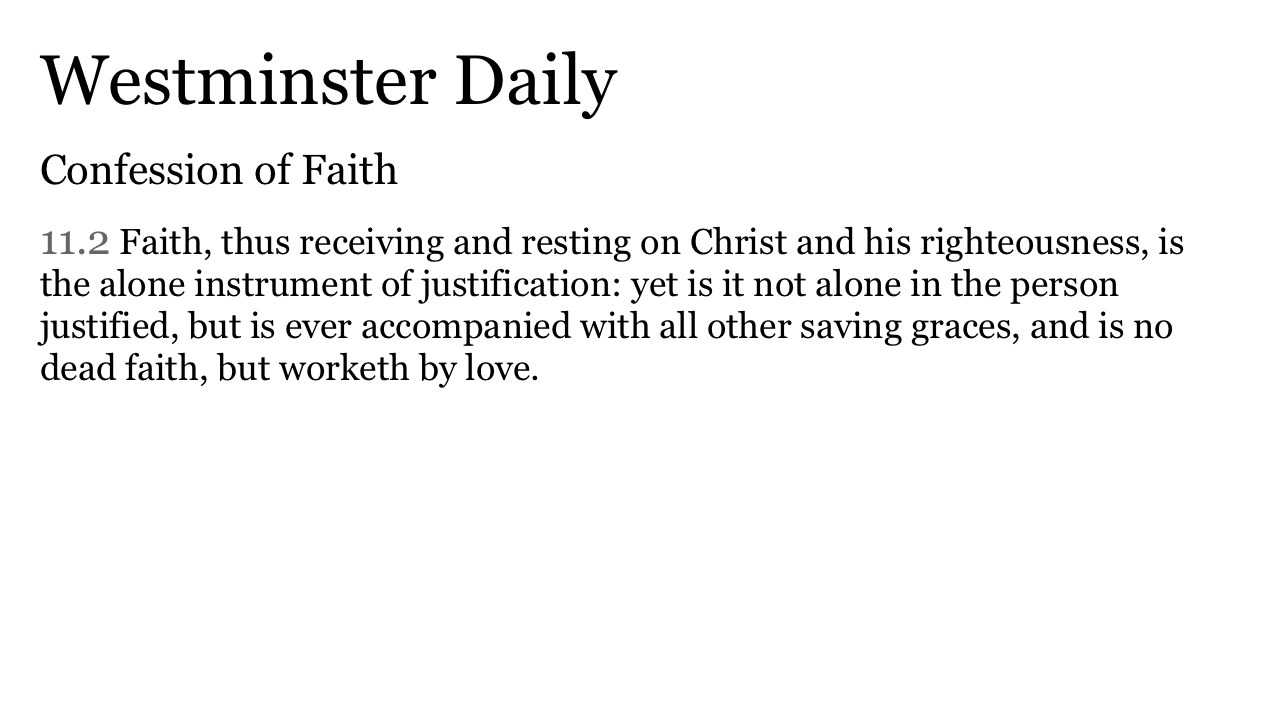 Westminster Daily
Confession of Faith
11.2 Faith, thus receiving and resting on Christ and his righteousness, is
the alone instrument of justification: yet is it not alone in the person
justified, but is ever accompanied with all other saving graces, and is no
dead faith, but worketh by love.